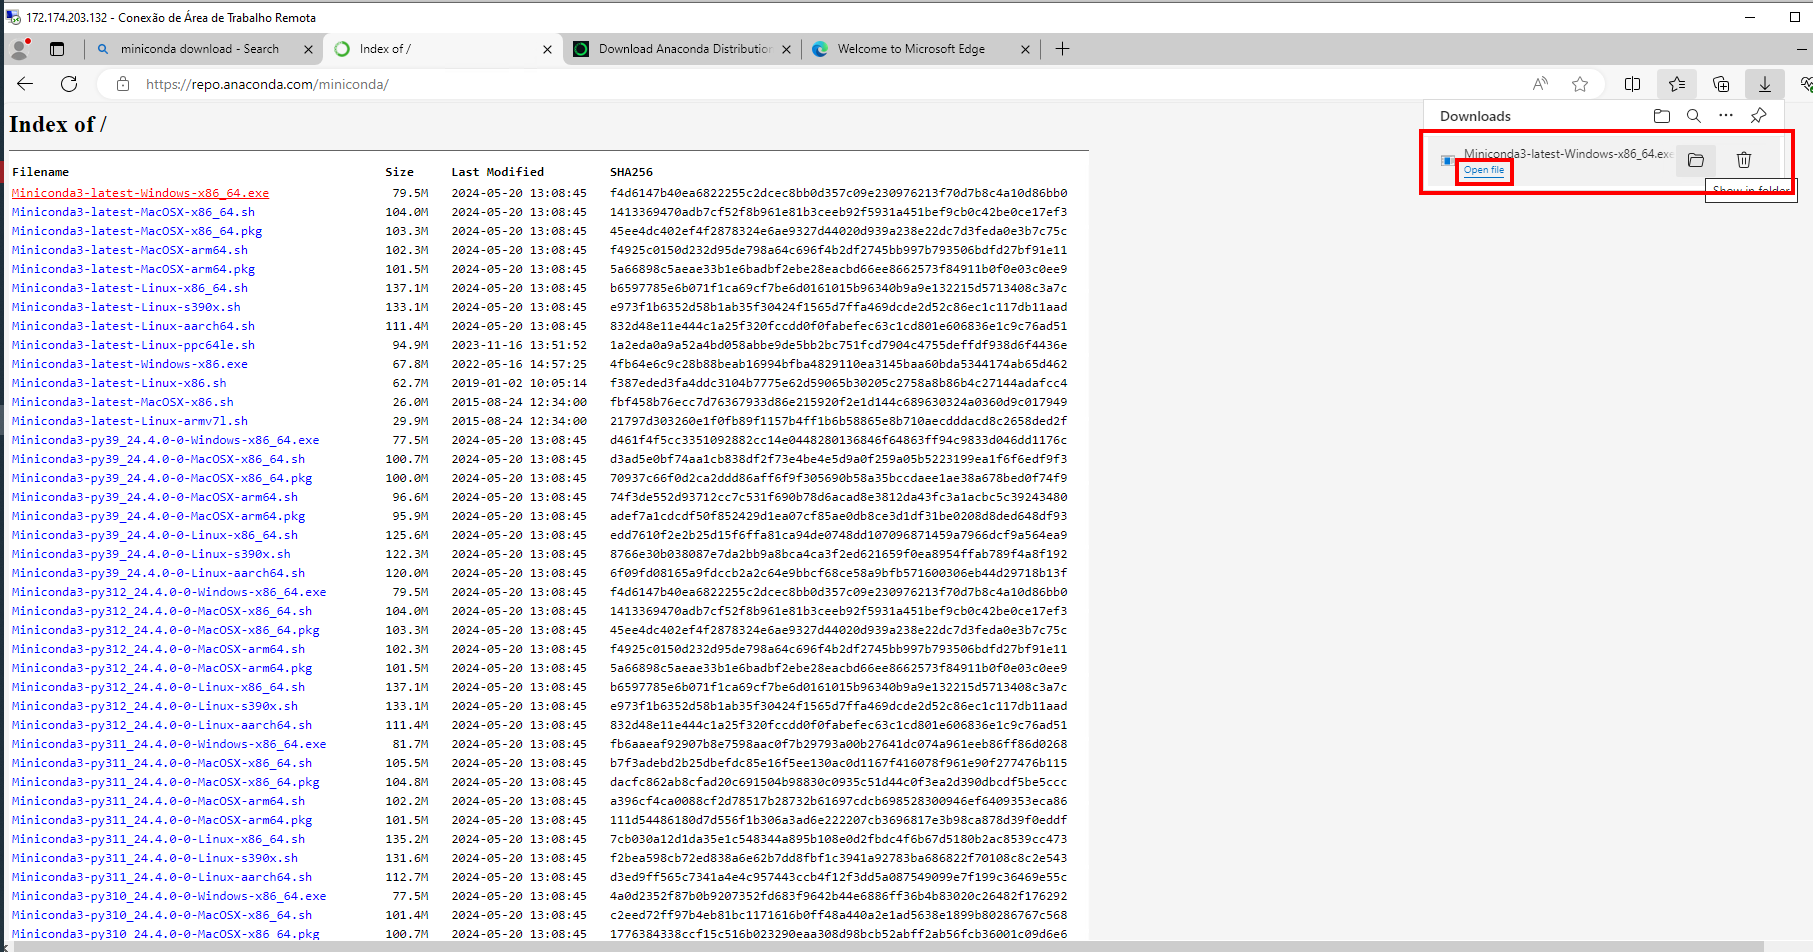 172.174.203.132 - Conexão de Área de Trabalho Remota
miniconda download - Search
Index of /
Download Anaconda Distribution
Welcome to Microsoft Edge
https://repo.anaconda.com/miniconda/
Index of /
Downloads
Miniconda3-latest-Windows-x86_64.exe
Open file
Show in folder
Filename Size Last Modified SHA256
Miniconda3-latest-Windows-x86_64.exe 79.5M 2024-05-20 13:08:45 f4d6147b40ea6822255c2dcec8bb0d357c09e230976213f70d7b8c4a10d86bb0
Miniconda3-latest-MacOSX-x86_64.sh 104.0M 2024-05-20 13:08:45 1413369470adb7cf52f8b961e81b3ceeb92f5931a451bef9cb0c42be0ce17ef3
Miniconda3-latest-MacOSX-x86_64.pkg 103.3M 2024-05-20 13:08:45 45ee4dc402ef4f2878324e6ae9327d44020d939a238e22dc7d3feda0e3b7c75c
Miniconda3-latest-MacOSX-arm64.sh 102.3M 2024-05-20 13:08:45 f4925c0150d232d95de798a64c696f4b2df2745bb997b793506bdfd27bf91e11
Miniconda3-latest-MacOSX-arm64.pkg 101.5M 2024-05-20 13:08:45 5a66898c5aeae33b1e6badbf2ebe28eacbd66ee8662573f84911b0f0e03c0ee9
Miniconda3-latest-Linux-x86_64.sh 137.1M 2024-05-20 13:08:45 b6597785e6b071f1ca69cf7be6d0161015b96340b9a9e132215d5713408c3a7c
Miniconda3-latest-Linux-s390x.sh 133.1M 2024-05-20 13:08:45 e973f1b6352d58b1ab35f30424f1565d7ffa469dcde2d52c86ec1c117db11aad
Miniconda3-latest-Linux-aarch64.sh 111.4M 2024-05-20 13:08:45 832d48e11e444c1a25f320fccdd0f0fabefec63c1cd801e606836e1c9c76ad51
Miniconda3-latest-Linux-ppc64le.sh 94.9M 2023-11-16 13:51:52 1a2eda0a9a52a4bd058abbe9de5bb2bc751fcd7904c4755deffdf938d6f4436e
Miniconda3-latest-Windows-x86.exe 67.8M 2022-05-16 14:57:25 4fb64e6c9c28b88beab16994bfba4829110ea3145baa60bda5344174ab65d462
Miniconda3-latest-Linux-x86.sh 62.7M 2019-01-02 10:05:14 f387eded3fa4ddc3104b7775e62d59065b30205c2758a8b86b4c27144adafcc4
Miniconda3-latest-MacOSX-x86.sh 26.0M 2015-08-24 12:34:00 fbf458b76ecc7d76367933d86e215920f2e1d144c689630324a0360d9c017949
Miniconda3-latest-Linux-armv7l.sh 29.9M 2015-08-24 12:34:00 21797d303260e1f0fb89f1157b4ff1b6b58865e8b710aecdddacd8c2658ded2f
Miniconda3-py39_24.4.0-0-Windows-x86_64.exe 77.5M 2024-05-20 13:08:45 d461f4f5cc3351092882cc14e0448280136846f64863ff94c9833d046dd1176c
Miniconda3-py39_24.4.0-0-MacOSX-x86_64.sh 100.7M 2024-05-20 13:08:45 d3ad5e0bf74aa1cb838df2f73e4be4e5d9a0f259a05b5223199ea1f6f6edf9f3
Miniconda3-py39_24.4.0-0-MacOSX-x86_64.pkg 100.0M 2024-05-20 13:08:45 70937c66f0d2ca2ddd86aff6f9f305690b58a35bccdaee1ae38a678bed0f74f9
Miniconda3-py39_24.4.0-0-MacOSX-arm64.sh 96.6M 2024-05-20 13:08:45 74f3de552d93712cc7c531f690b78d6acad8e3812da43fc3a1acbc5c39243480
Miniconda3-py39_24.4.0-0-MacOSX-arm64.pkg 95.9M 2024-05-20 13:08:45 adef7a1cdcdf50f852429d1ea07cf85ae0db8ce3d1df31be0208d8ded648df93
Miniconda3-py39_24.4.0-0-Linux-x86_64.sh 125.6M 2024-05-20 13:08:45 edd7610f2e2b25d15f6ffa81ca94de0748dd107096871459a7966dcf9a564ea9
Miniconda3-py39_24.4.0-0-Linux-s390x.sh 122.3M 2024-05-20 13:08:45 8766e30b038087e7da2bb9a8bca4ca3f2ed621659f0ea8954ffab789f4a8f192
Miniconda3-py39_24.4.0-0-Linux-aarch64.sh 120.0M 2024-05-20 13:08:45 6f09fd08165a9fdccb2a2c64e9bbcf68ce58a9bfb571600306eb44d29718b13f
Miniconda3-py312_24.4.0-0-Windows-x86_64.exe 79.5M 2024-05-20 13:08:45 f4d6147b40ea6822255c2dcec8bb0d357c09e230976213f70d7b8c4a10d86bb0
Miniconda3-py312_24.4.0-0-MacOSX-x86_64.sh 104.0M 2024-05-20 13:08:45 1413369470adb7cf52f8b961e81b3ceeb92f5931a451bef9cb0c42be0ce17ef3
Miniconda3-py312_24.4.0-0-MacOSX-x86_64.pkg 103.3M 2024-05-20 13:08:45 45ee4dc402ef4f2878324e6ae9327d44020d939a238e22dc7d3feda0e3b7c75c
Miniconda3-py312_24.4.0-0-MacOSX-arm64.sh 102.3M 2024-05-20 13:08:45 f4925c0150d232d95de798a64c696f4b2df2745bb997b793506bdfd27bf91e11
Miniconda3-py312_24.4.0-0-MacOSX-arm64.pkg 101.5M 2024-05-20 13:08:45 5a66898c5aeae33b1e6badbf2ebe28eacbd66ee8662573f84911b0f0e03c0ee9
Miniconda3-py312_24.4.0-0-Linux-x86_64.sh 137.1M 2024-05-20 13:08:45 b6597785e6b071f1ca69cf7be6d0161015b96340b9a9e132215d5713408c3a7c
Miniconda3-py312_24.4.0-0-Linux-s390x.sh 133.1M 2024-05-20 13:08:45 e973f1b6352d58b1ab35f30424f1565d7ffa469dcde2d52c86ec1c117db11aad
Miniconda3-py312_24.4.0-0-Linux-aarch64.sh 111.4M 2024-05-20 13:08:45 832d48e11e444c1a25f320fccdd0f0fabefec63c1cd801e606836e1c9c76ad51
Miniconda3-py311_24.4.0-0-Windows-x86_64.exe 81.7M 2024-05-20 13:08:45 fb6aaeaf92907b8e7598aac0f7b29793a00b27641dc074a961eeb86ff86d0268
Miniconda3-py311_24.4.0-0-MacOSX-x86_64.sh 105.5M 2024-05-20 13:08:45 b7f3adebd2b25dbefdc85e16f5ee130ac0d1167f416078f961e90f277476b115
Miniconda3-py311_24.4.0-0-MacOSX-x86_64.pkg 104.8M 2024-05-20 13:08:45 dacfc862ab8cfad20c691504b98830c0935c51d44c0f3ea2d390dbcdf5be5ccc
Miniconda3-py311_24.4.0-0-MacOSX-arm64.sh 102.2M 2024-05-20 13:08:45 a396cf4ca0088cf2d78517b28732b61697cdcb698528300946ef6409353eca86
Miniconda3-py311_24.4.0-0-MacOSX-arm64.pkg 101.5M 2024-05-20 13:08:45 111d54486180d7d556f1b306a3ad6e222207cb3696817e3b98ca878d39f0eddf
Miniconda3-py311_24.4.0-0-Linux-x86_64.sh 135.2M 2024-05-20 13:08:45 7cb030a12d1da35e1c548344a895b108e0d2fbdc4f6b67d5180b2ac8539cc473
Miniconda3-py311_24.4.0-0-Linux-s390x.sh 131.6M 2024-05-20 13:08:45 f2bea598cb72ed838a6e62b7dd8fbf1c3941a92783ba686822f70108c8c2e543
Miniconda3-py311_24.4.0-0-Linux-aarch64.sh 112.7M 2024-05-20 13:08:45 d3ed9ff565c7341a4e4c957443ccb4f12f3dd5a087549099e7f199c36469e55c
Miniconda3-py310_24.4.0-0-Windows-x86_64.exe 77.5M 2024-05-20 13:08:45 4a0d2352f87b0b9207352fd683f9642b44e6886ff36b4b83020c26482f176292
Miniconda3-py310_24.4.0-0-MacOSX-x86_64.sh 101.4M 2024-05-20 13:08:45 c2eed72ff97b4eb81bc1171616b0ff48a440a2e1ad5638e1899b80286767c568
Miniconda3-py310_24.4.0-0-MacOSX-x86_64.pkg 100.7M 2024-05-20 13:08:45 1776384338ccf15c516b023290eaa308d98bcb52abff2ab56fcb36001c09d6e6